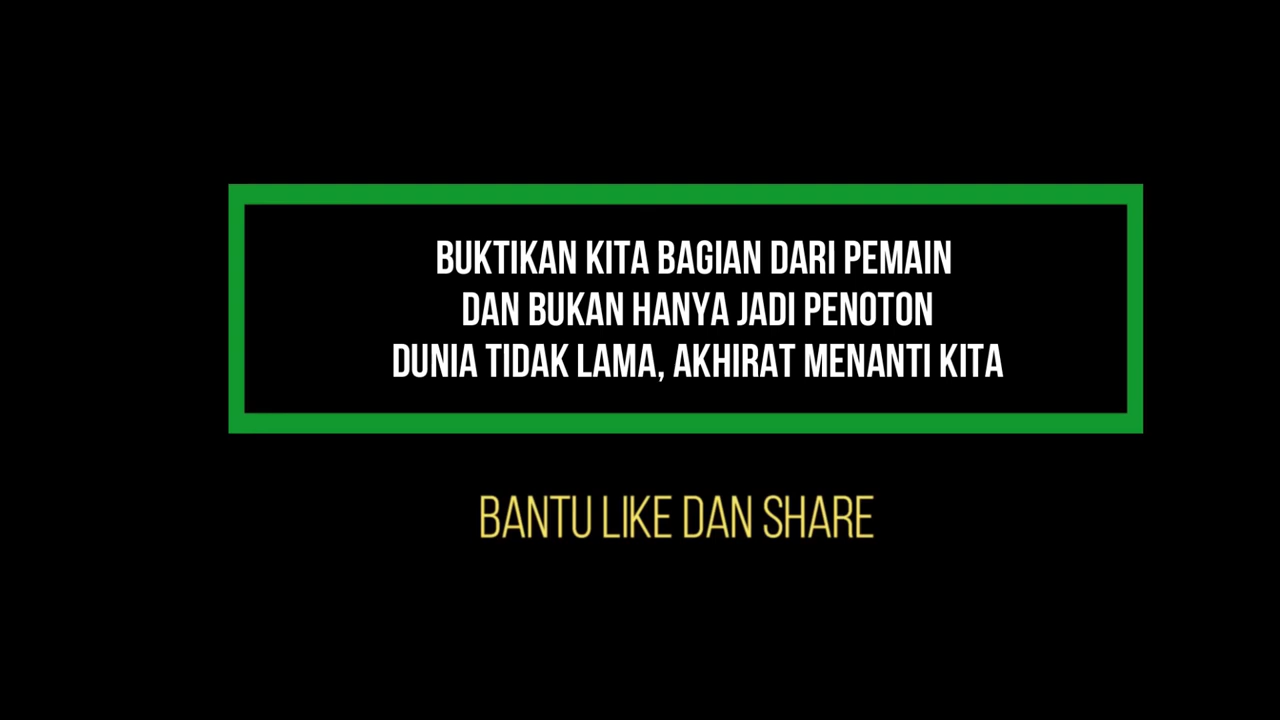 BUKTIKAN KITA BAGIAN DARI PEMAIN
DAN BUKAN HANYA JADI PENOTON
DUNIA TIDAK LAMA, AKHIRAT MENANTI KITA
BANTU LIKE DAN SHARE